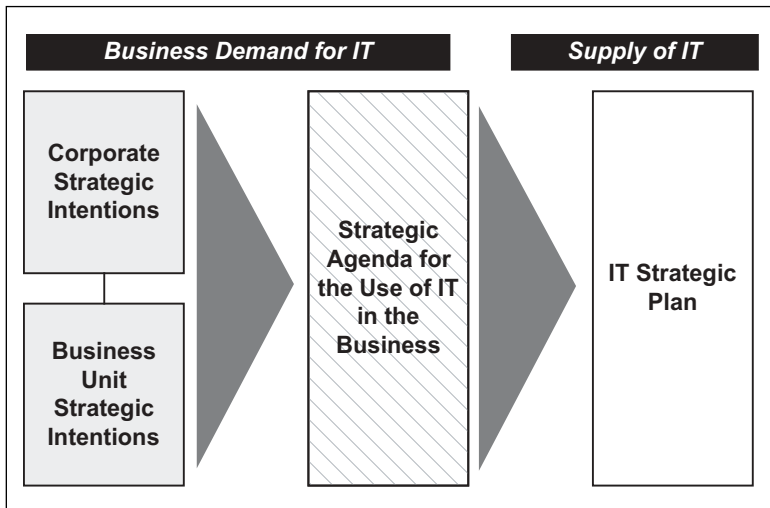 Business Demand for IT
Supply of IT
Corporate
Strategic
Intentions
Business
Unit
Strategic
Intentions
Strategic
Agenda for
the Use of IT
in the
Business
IT Strategic
Plan